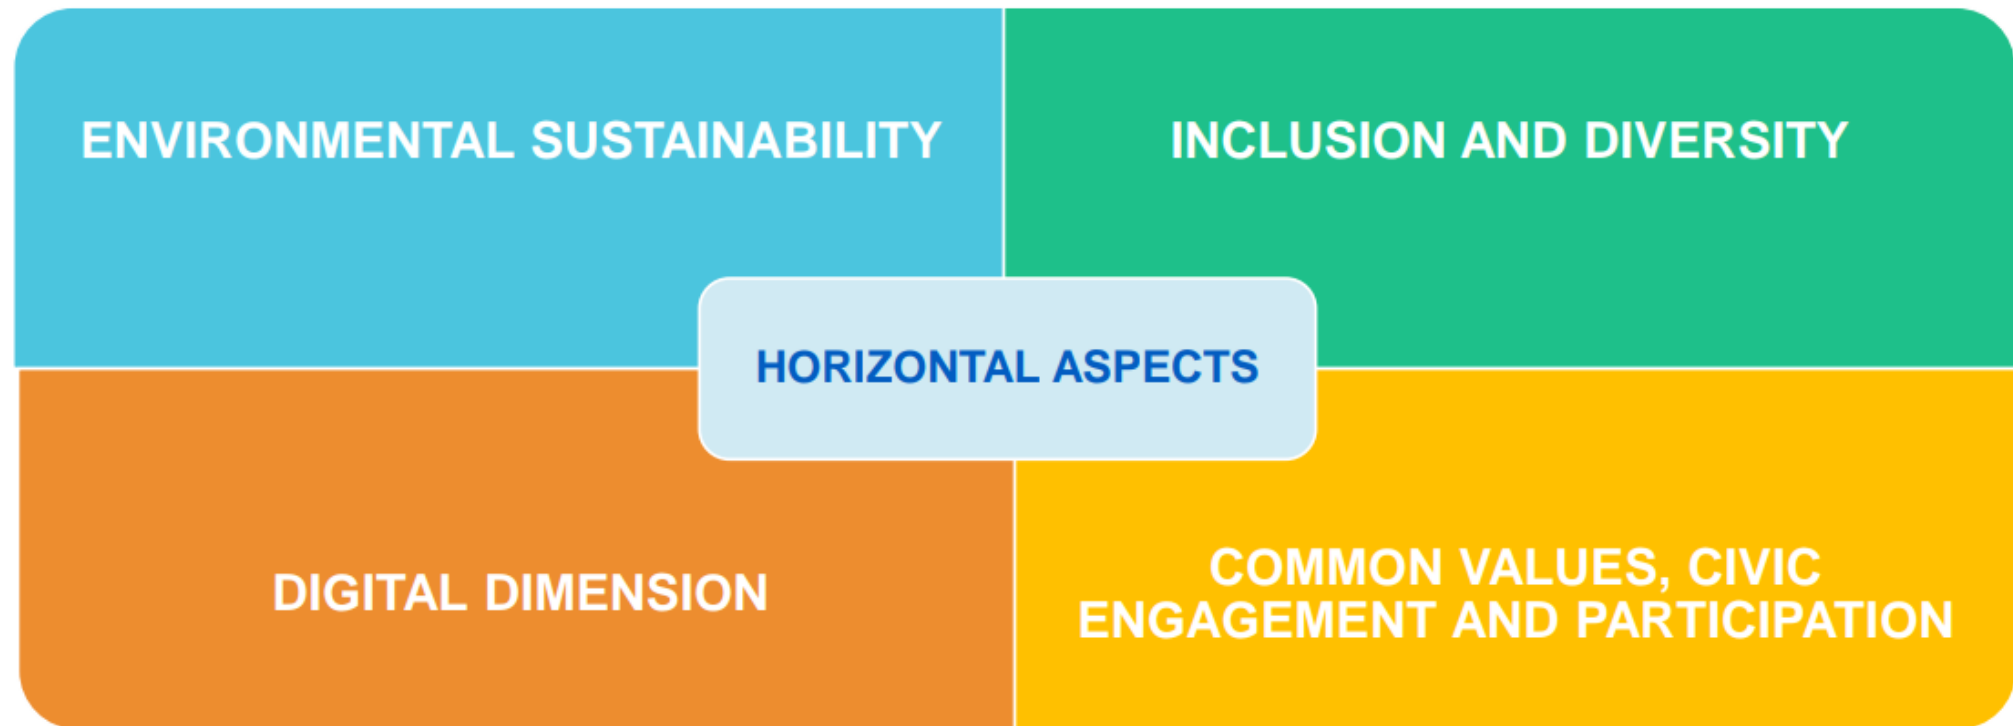 ENVIRONMENTAL SUSTAINABILITY
INCLUSION AND DIVERSITY
HORIZONTAL ASPECTS
DIGITAL DIMENSION
COMMON VALUES, CIVIC
ENGAGEMENT AND PARTICIPATION